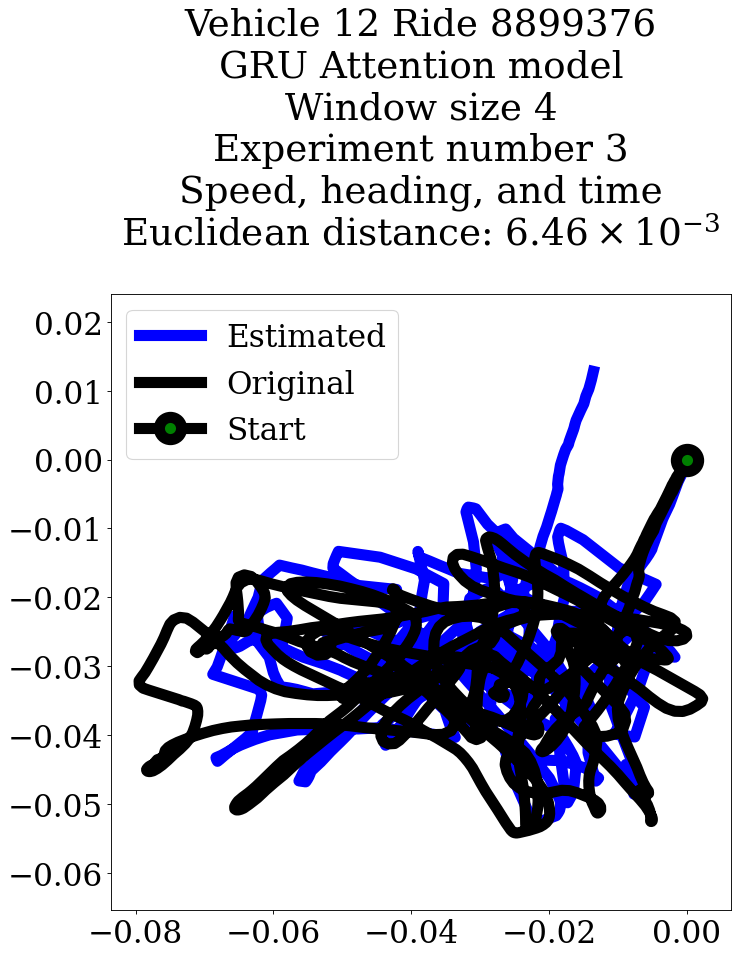 Vehicle 12 Ride 8899376
GRU Attention model
Window size 4
Experiment number 3
Speed, heading, and time
Euclidean distance: 6.46 × 10⁻³
Estimated
Original
Start
0.02
0.01
0.00
−0.01
−0.02
−0.03
−0.04
−0.05
−0.06
−0.08 −0.06 −0.04 −0.02 0.00